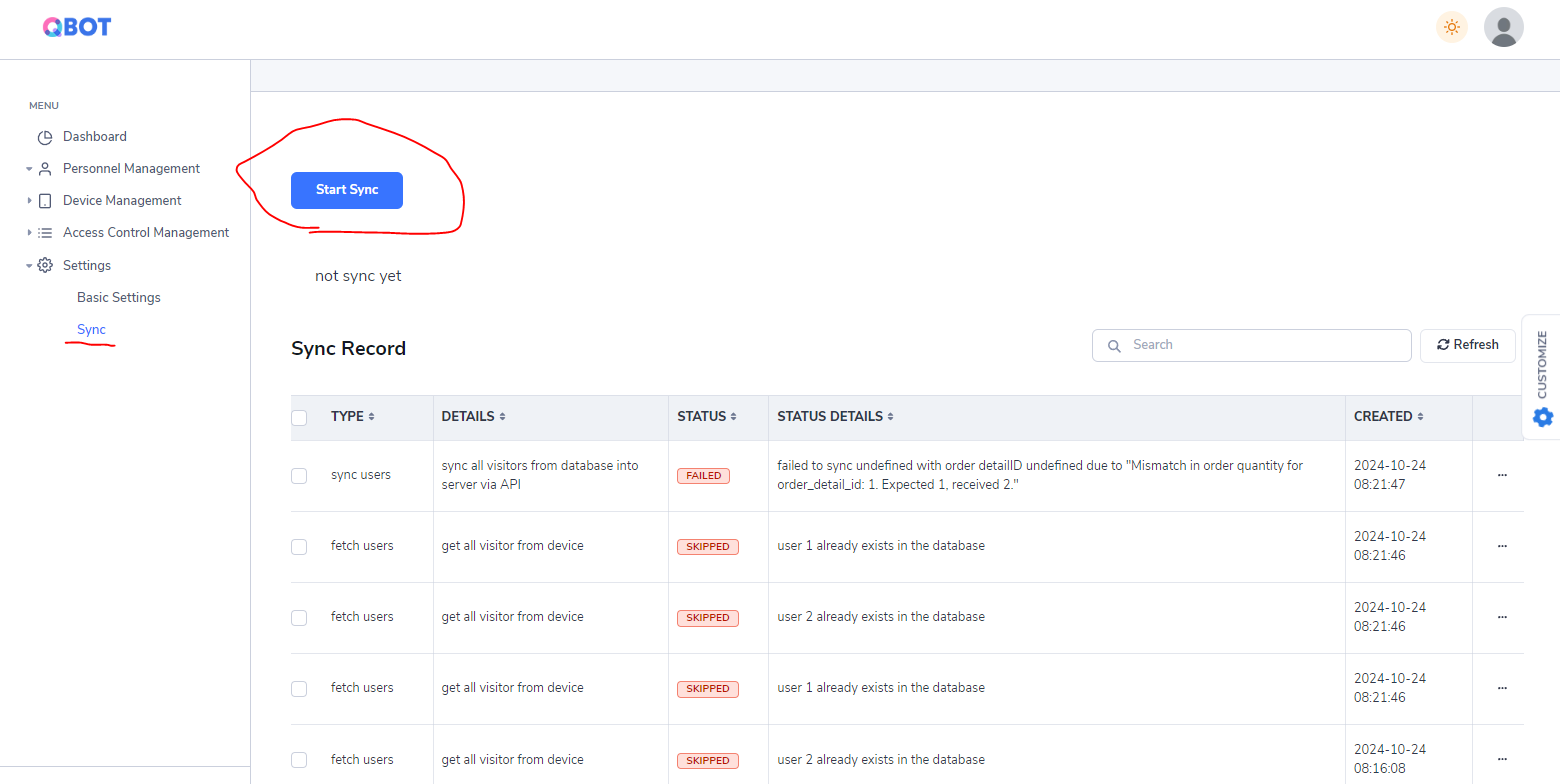 QBOT
MENU
Dashboard
Personnel Management
Device Management
Access Control Management
Settings
Basic Settings
Sync
Start Sync
not sync yet
Sync Record
Search
Refresh
CUSTOMIZE
TYPE DETAILS STATUS STATUS DETAILS CREATED
sync users
sync all visitors from database into
server via API
FAILED
failed to sync undefined with order detailID undefined due to "Mismatch in order quantity for
order_detail_id: 1. Expected 1, received 2."
2024-10-24
08:21:47
...
fetch users
get all visitor from device
SKIPPED
user 1 already exists in the database
2024-10-24
08:21:46
...
fetch users
get all visitor from device
SKIPPED
user 2 already exists in the database
2024-10-24
08:21:46
...
fetch users
get all visitor from device
SKIPPED
user 1 already exists in the database
2024-10-24
08:21:46
...
fetch users
get all visitor from device
SKIPPED
user 2 already exists in the database
2024-10-24
08:16:08
...